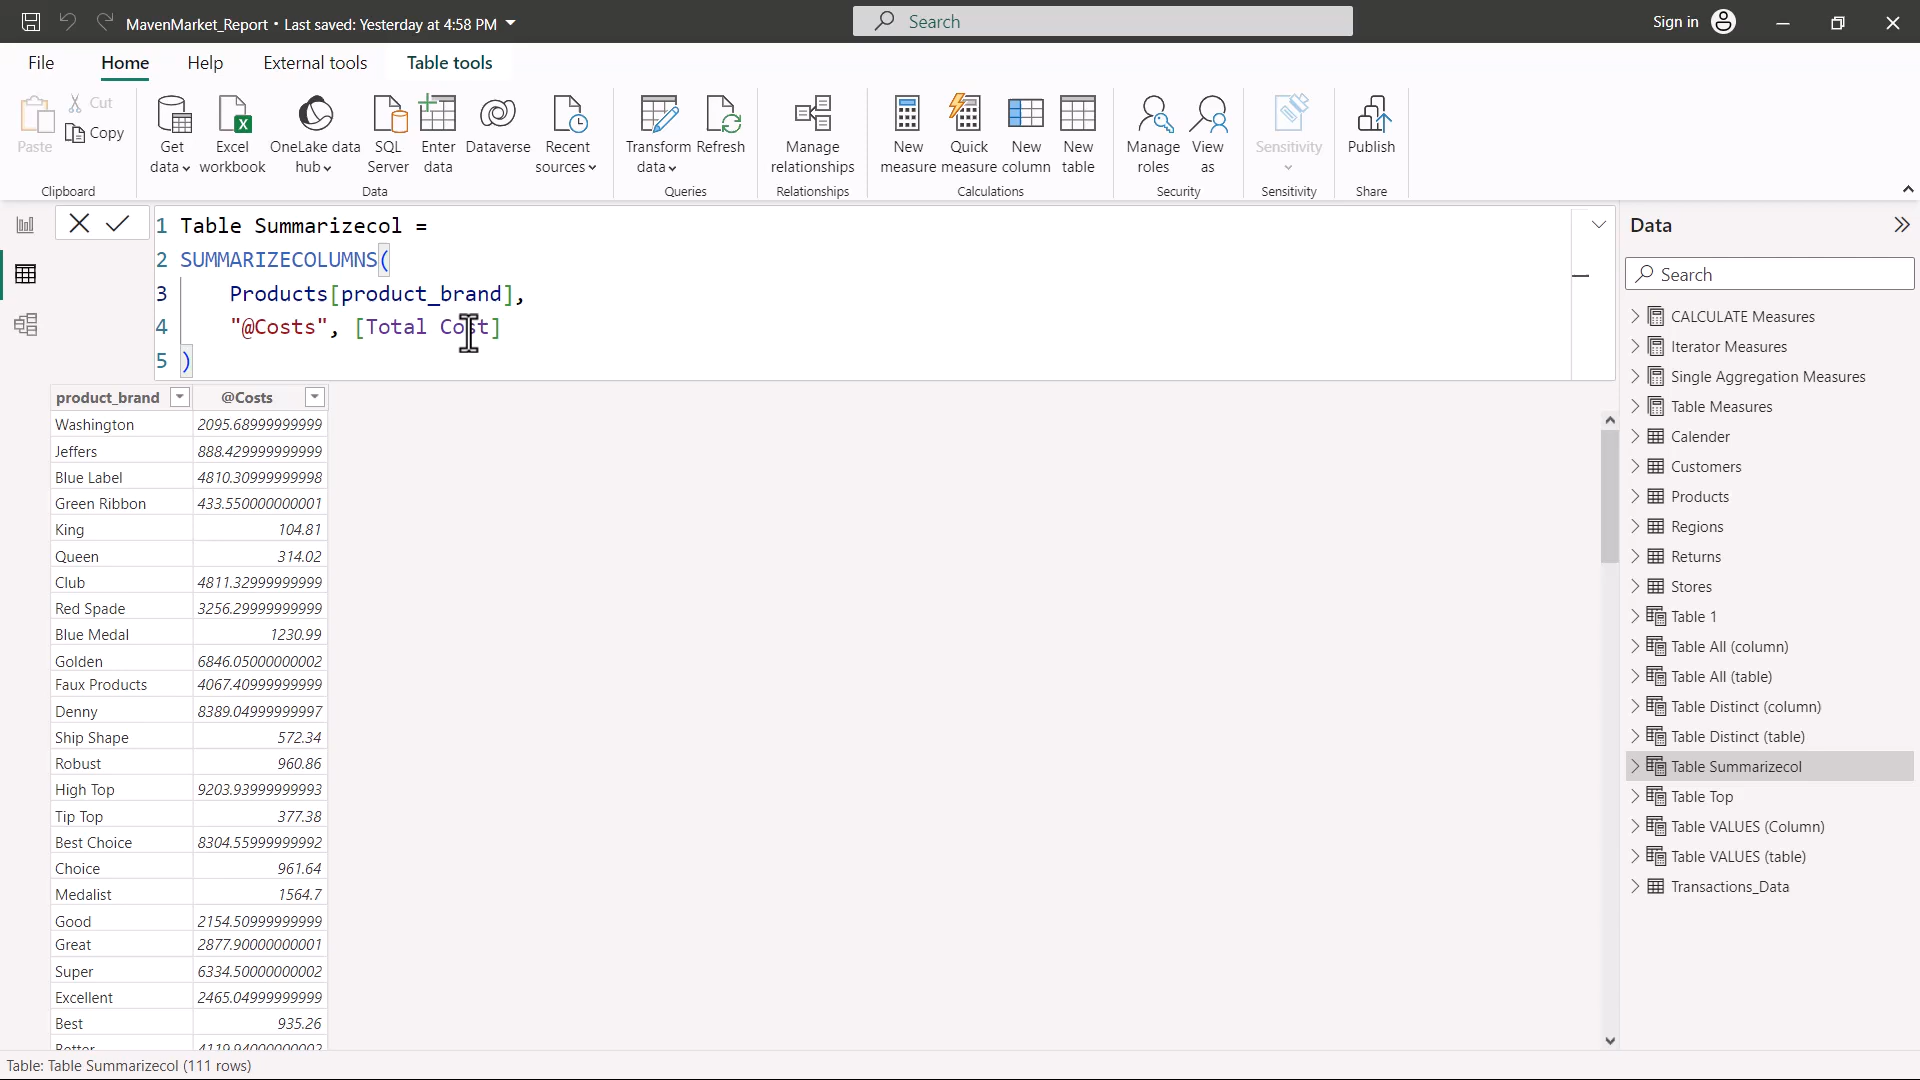 MavenMarket_Report • Last saved: Yesterday at 4:58 PM
Search
Sign in
File
Home
Help
External tools
Table tools
Paste
Cut
Copy
Clipboard
Get data
Excel workbook
OneLake data hub
SQL Server
Enter data
Dataverse
Recent sources
Data
Transform data
Refresh
Queries
Manage relationships
Relationships
New measure
Quick measure
New column
New table
Calculations
Manage roles
View as
Security
Sensitivity
Sensitivity
Publish
Share
1 Table Summarizecol =
2 SUMMARIZECOLUMNS(
3 Products[product_brand],
4 "@Costs", [Total Cost]
5 )
product_brand @Costs
Washington 2095.68999999999
Jeffers 888.429999999999
Blue Label 4810.30999999998
Green Ribbon 433.550000000001
King 104.81
Queen 314.02
Club 4811.32999999999
Red Spade 3256.29999999999
Blue Medal 1230.99
Golden 6846.05000000002
Faux Products 4067.40999999999
Denny 8389.04999999997
Ship Shape 572.34
Robust 960.86
High Top 9203.93999999993
Tip Top 377.38
Best Choice 8304.55999999992
Choice 961.64
Medalist 1564.7
Good 2154.50999999999
Great 2877.90000000001
Super 6334.50000000002
Excellent 2465.04999999999
Best 935.26
Better 4119.94000000002
Table: Table Summarizecol (111 rows)
Data
Search
CALCULATE Measures
Iterator Measures
Single Aggregation Measures
Table Measures
Calender
Customers
Products
Regions
Returns
Stores
Table 1
Table All (column)
Table All (table)
Table Distinct (column)
Table Distinct (table)
Table Summarizecol
Table Top
Table VALUES (Column)
Table VALUES (table)
Transactions_Data